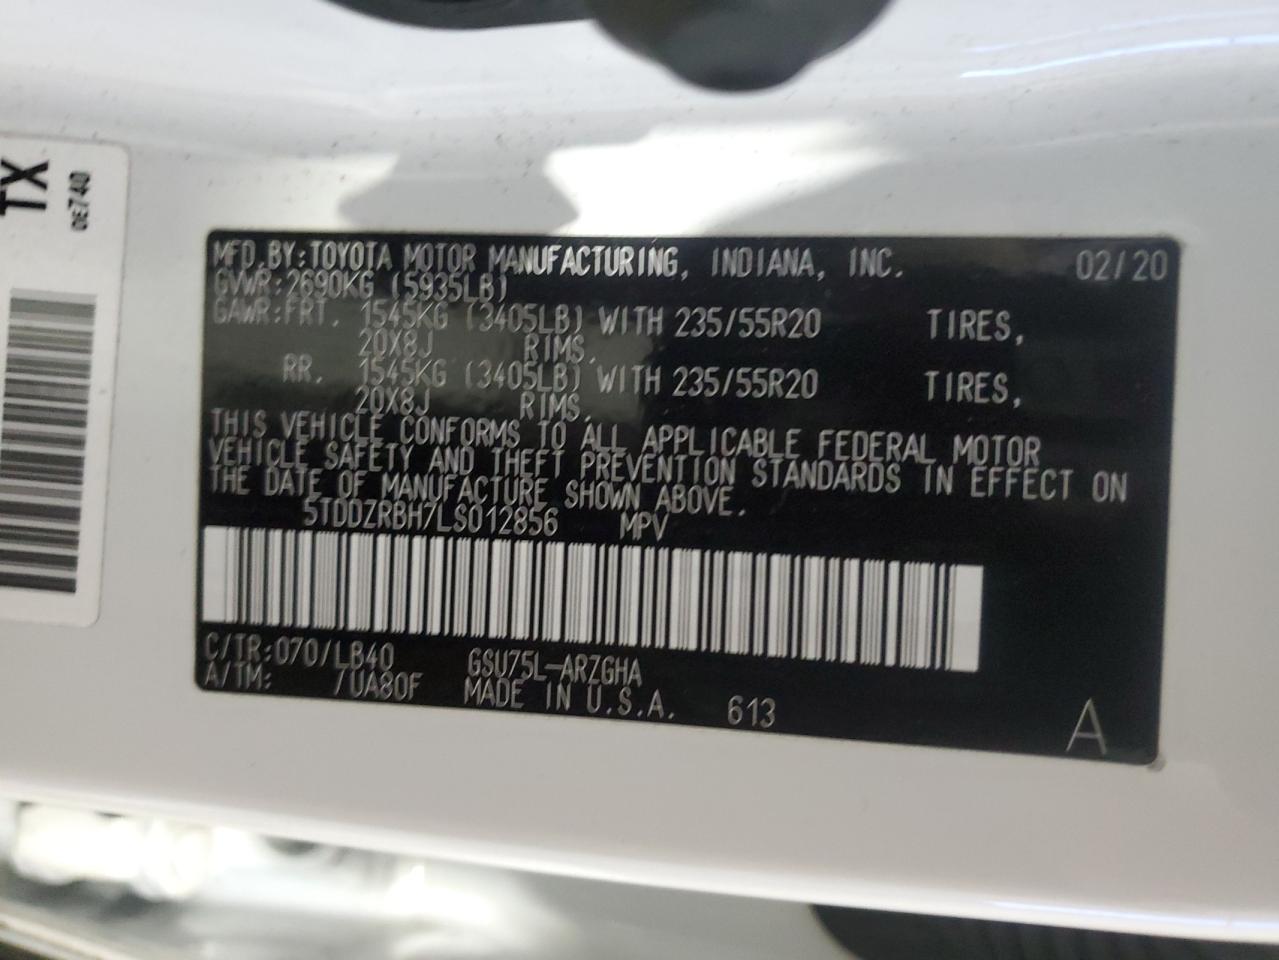 TX
0E740
MFD.BY:TOYOTA MOTOR MANUFACTURING, INDIANA, INC. 02/20
GVWR:2690KG (5935LB)
GAWR:FRT. 1545KG (3405LB) WITH 235/55R20 TIRES,
20X8J RIMS.
RR. 1545KG (3405LB) WITH 235/55R20 TIRES,
20X8J RIMS.
THIS VEHICLE CONFORMS TO ALL APPLICABLE FEDERAL MOTOR
VEHICLE SAFETY AND THEFT PREVENTION STANDARDS IN EFFECT ON
THE DATE OF MANUFACTURE SHOWN ABOVE.
5TDDZRBH7LS012856 MPV
C/TR:070/LB40 GSU75L-ARZGHA
A/TM: /UA80F MADE IN U.S.A. 613
A